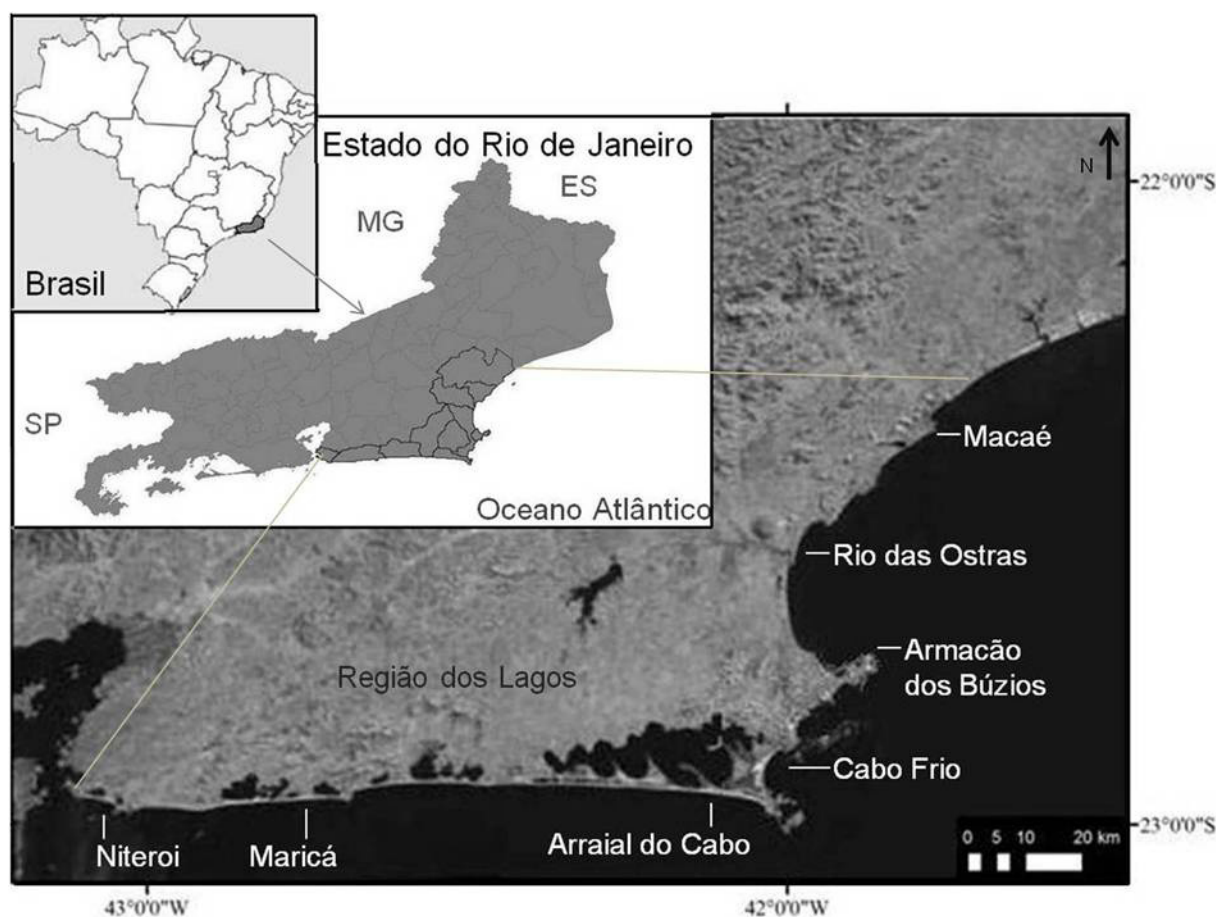 Brasil
Estado do Rio de Janeiro
ES
MG
SP
Oceano Atlântico
N
22°0'0"S
Macaé
Rio das Ostras
Armacão
dos Búzios
Região dos Lagos
Cabo Frio
Niteroi
Maricá
Arraial do Cabo
0 5 10 20 km
23°0'0"S
43°0'0"W
42°0'0"W